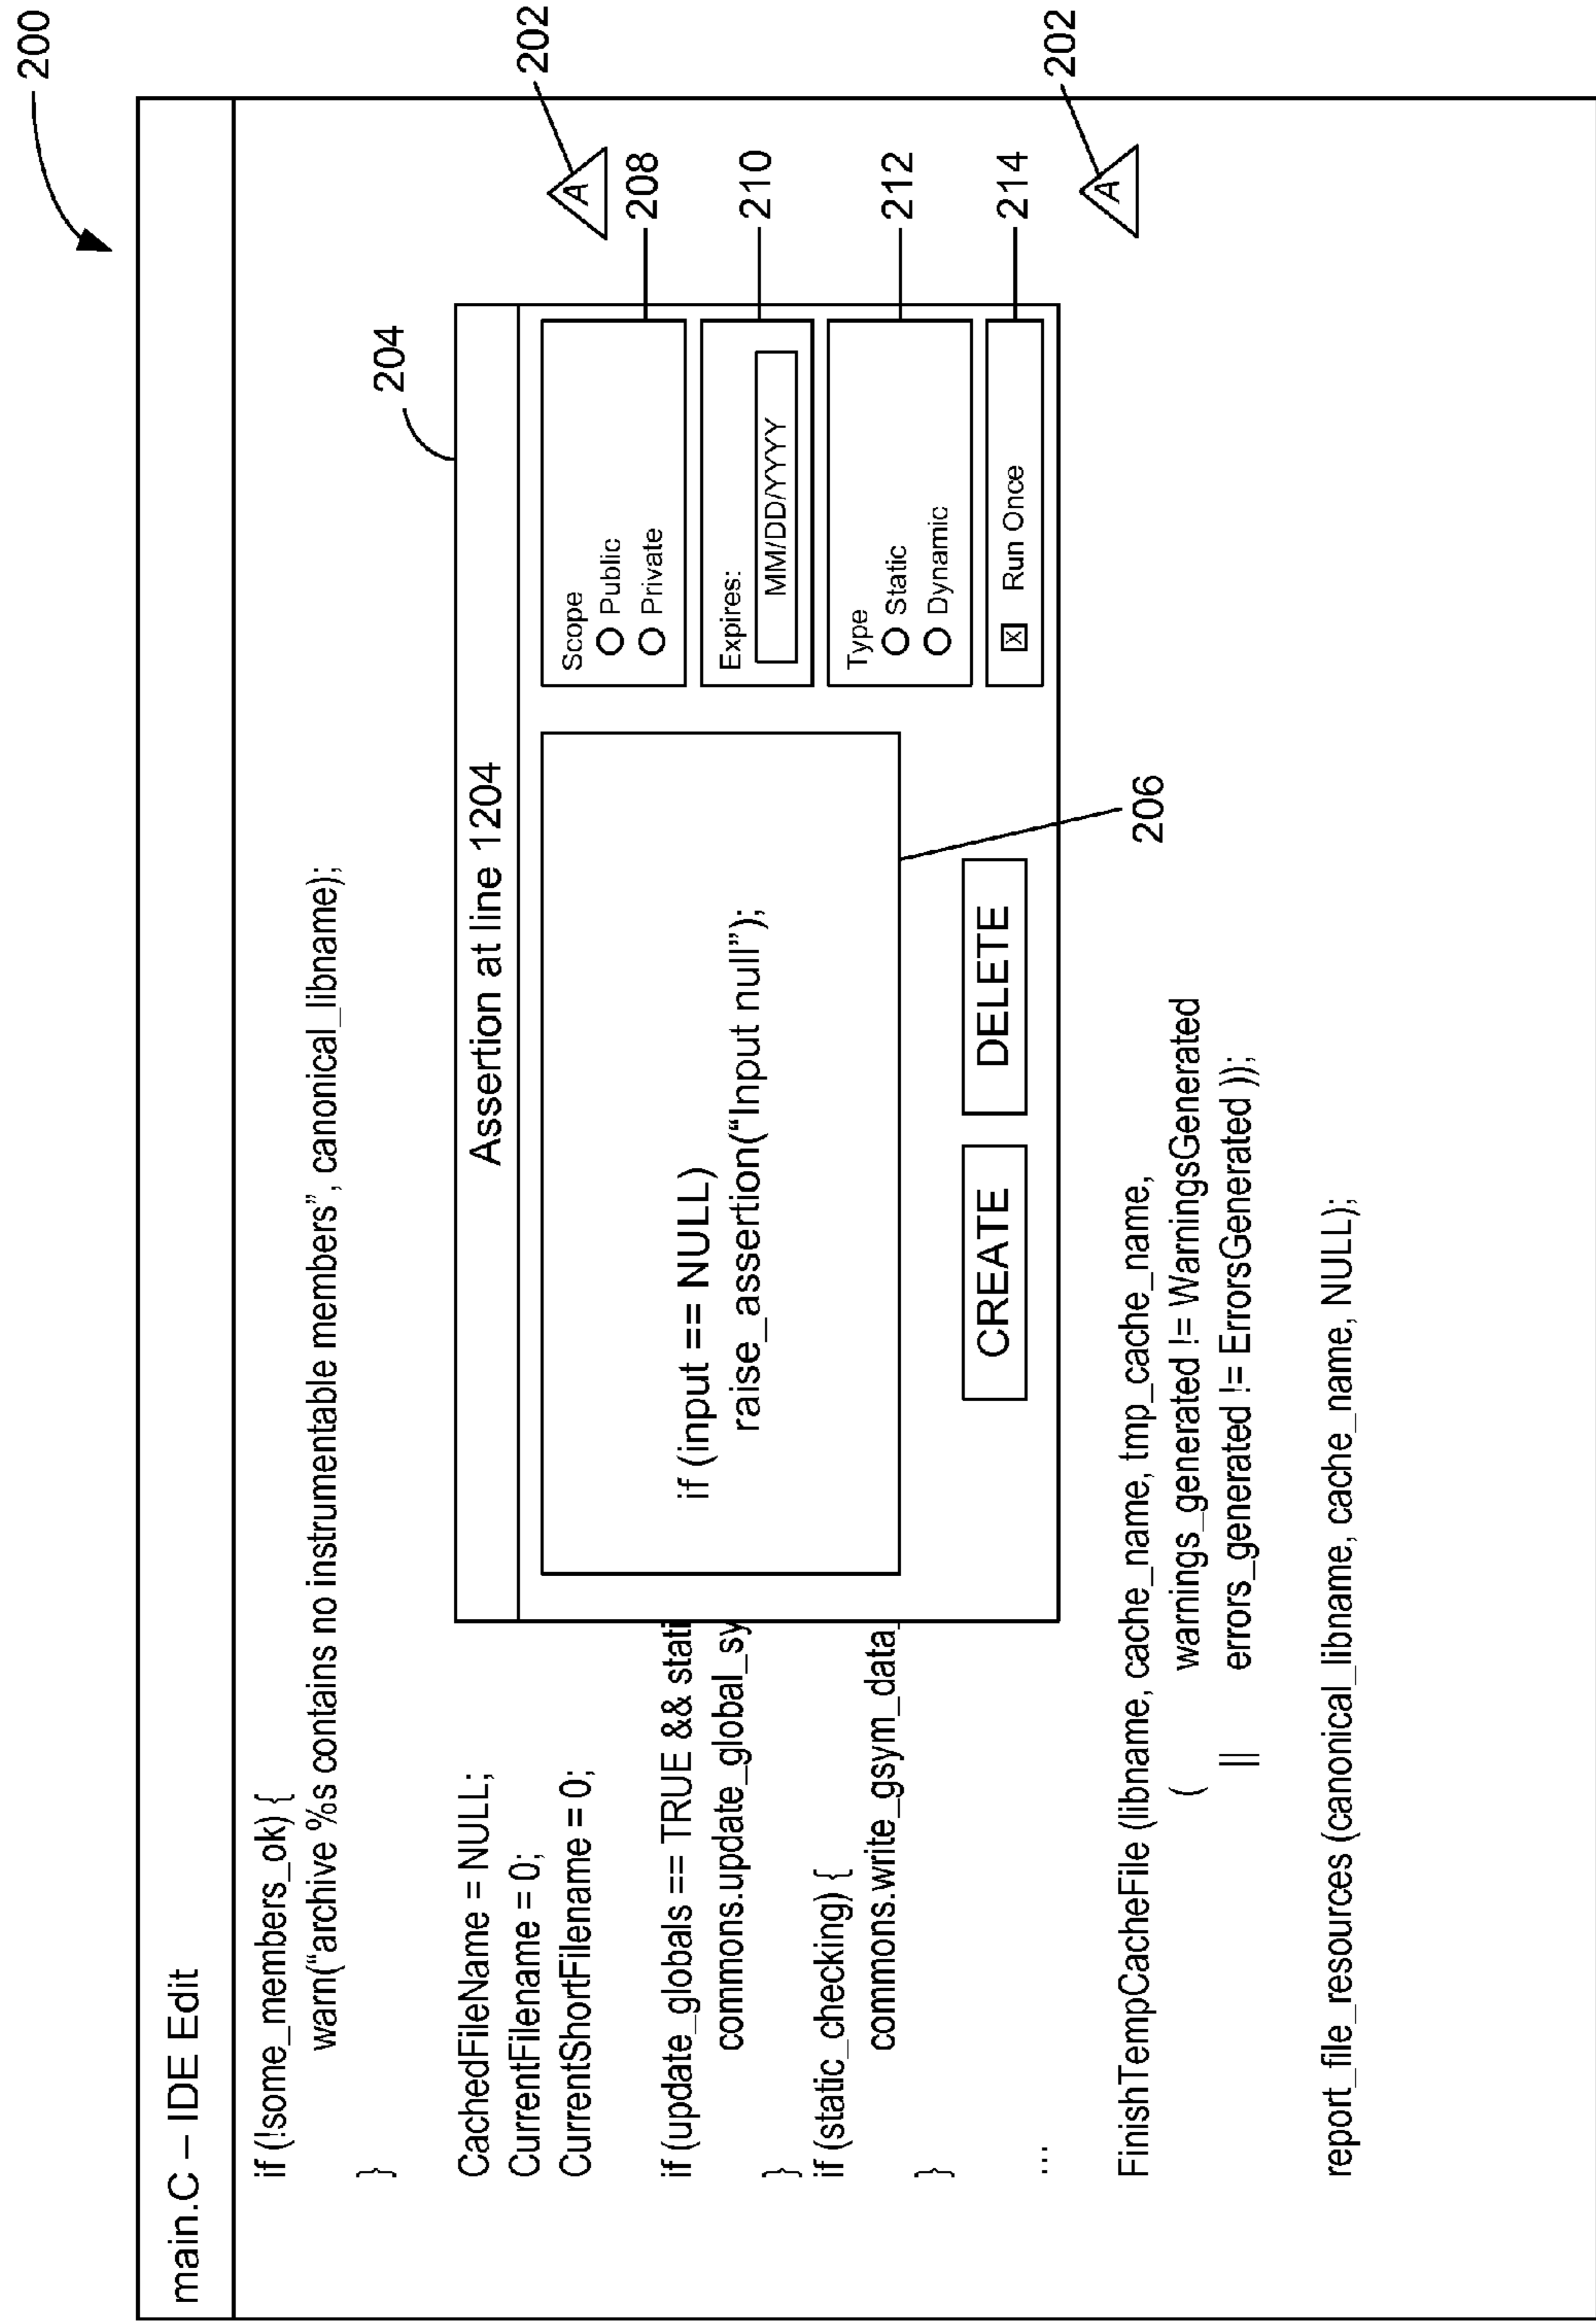 200
main.C – IDE Edit
if (!some_members_ok) {
warn(“archive %s contains no instrumentable members”, canonical_libname);
}
204
CachedFileName = NULL;
CurrentFilename = 0;
CurrentShortFilename = 0;
if (update_globals == TRUE && stati
commons.update_global_sy
}
if (static_checking) {
commons.write_gsym_data_
}
...
Assertion at line 1204
if (input == NULL)
raise_assertion(“Input null”);
CREATE
DELETE
206
Scope
Public
Private
Expires:
MM/DD/YYYY
Type
Static
Dynamic
X Run Once
A
202
208
210
212
214
A
202
FinishTempCacheFile (libname, cache_name, tmp_cache_name,
( warnings_generated != WarningsGenerated
|| errors_generated != ErrorsGenerated ));
report_file_resources (canonical_libname, cache_name, NULL);